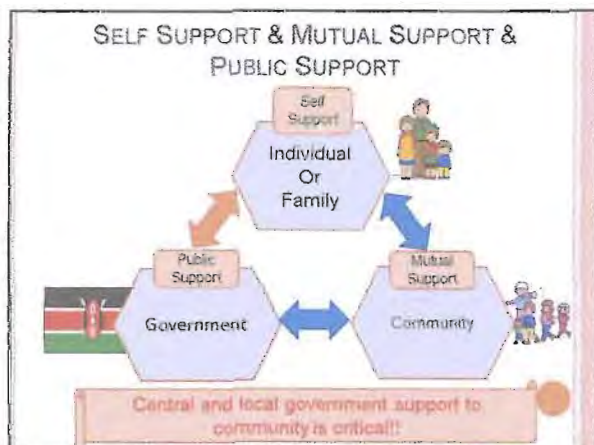 SELF SUPPORT & MUTUAL SUPPORT &
PUBLIC SUPPORT
Self
Support
Individual
Or
Family
Public
Support
Government
Mutual
Support
Community
Central and local government support to
community is critical!!